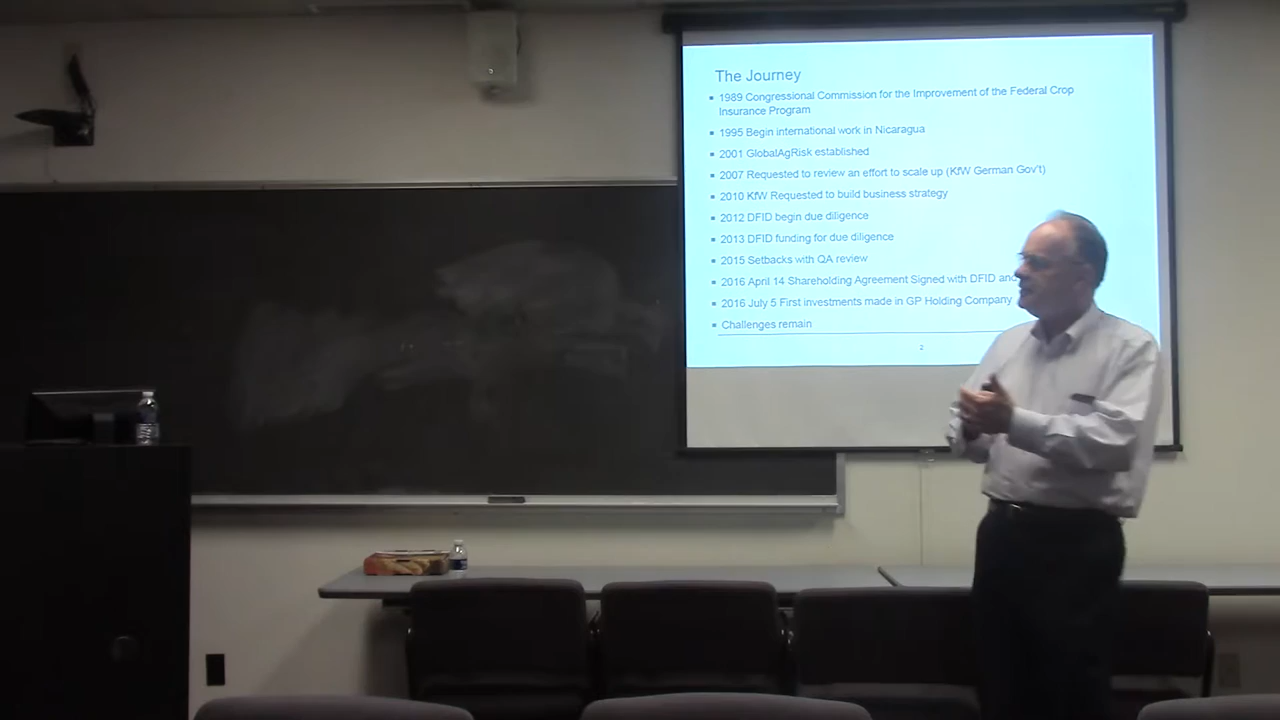 The Journey
1989 Congressional Commission for the Improvement of the Federal Crop
Insurance Program
1995 Begin international work in Nicaragua
2001 GlobalAgRisk established
2007 Requested to review an effort to scale up (KfW German Gov't)
2010 KfW Requested to build business strategy
2012 DFID begin due diligence
2013 DFID funding for due diligence
2015 Setbacks with QA review
2016 April 14 Shareholding Agreement Signed with DFID and
2016 July 5 First investments made in GP Holding Company
Challenges remain
2